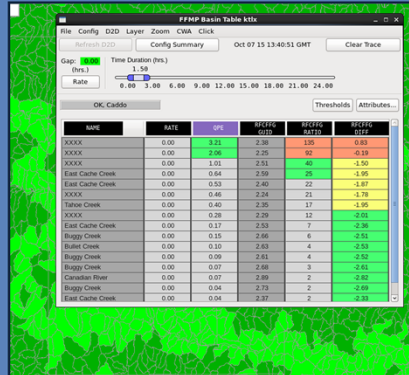 FFMP Basin Table ktlx
File Config D2D Layer Zoom CWA Click
Refresh D2D Config Summary Oct 07 15 13:40:51 GMT Clear Trace
Gap: 0.00 Time Duration (hrs.)
(hrs.) 1.50
Rate 0.00 3.00 6.00 9.00 12.00 15.00 18.00 21.00 24.00
OK, Caddo Thresholds Attributes...
NAME RATE QPE RFCFFG GUID RFCFFG RATIO RFCFFG DIFF
XXXX 0.00 3.21 2.38 135 0.83
XXXX 0.00 2.06 2.25 92 -0.19
XXXX 0.00 1.01 2.51 40 -1.50
East Cache Creek 0.00 0.64 2.59 25 -1.95
East Cache Creek 0.00 0.53 2.40 22 -1.87
XXXX 0.00 0.46 2.24 21 -1.78
Tahoe Creek 0.00 0.40 2.35 17 -1.95
XXXX 0.00 0.28 2.29 12 -2.01
East Cache Creek 0.00 0.17 2.53 7 -2.36
Buggy Creek 0.00 0.15 2.66 6 -2.51
Bullet Creek 0.00 0.10 2.63 4 -2.53
Buggy Creek 0.00 0.09 2.61 4 -2.52
Buggy Creek 0.00 0.07 2.68 3 -2.61
Canadian River 0.00 0.07 2.89 2 -2.82
Buggy Creek 0.00 0.04 2.73 2 -2.69
East Cache Creek 0.00 0.04 2.37 2 -2.33